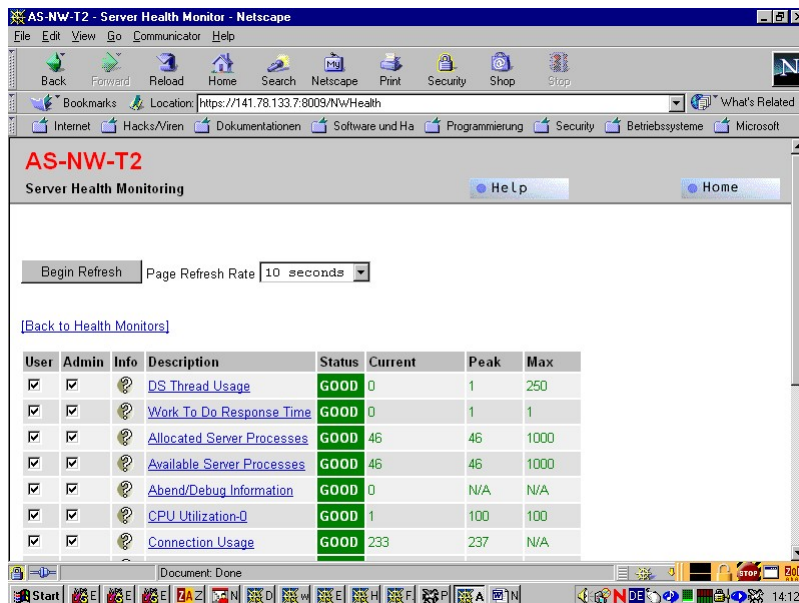 AS-NW-T2 - Server Health Monitor - Netscape
File Edit View Go Communicator Help
Back Forward Reload Home Search Netscape Print Security Shop Stop
My
N
Bookmarks Location: https://141.78.133.7:8009/NWHealth What's Related
Internet Hacks/Viren Dokumentationen Software und Ha Programmierung Security Betriebssysteme Microsoft
AS-NW-T2
Server Health Monitoring Help Home
Begin Refresh Page Refresh Rate 10 seconds
[Back to Health Monitors]
User Admin Info Description Status Current Peak Max
DS Thread Usage GOOD 0 1 250
Work To Do Response Time GOOD 0 1 1
Allocated Server Processes GOOD 46 46 1000
Available Server Processes GOOD 46 46 1000
Abend/Debug Information GOOD 0 N/A N/A
CPU Utilization-0 GOOD 1 100 100
Connection Usage GOOD 233 237 N/A
Document: Done
STOP
Start E E E ZAZ N D w E H F P A N DE 14:12